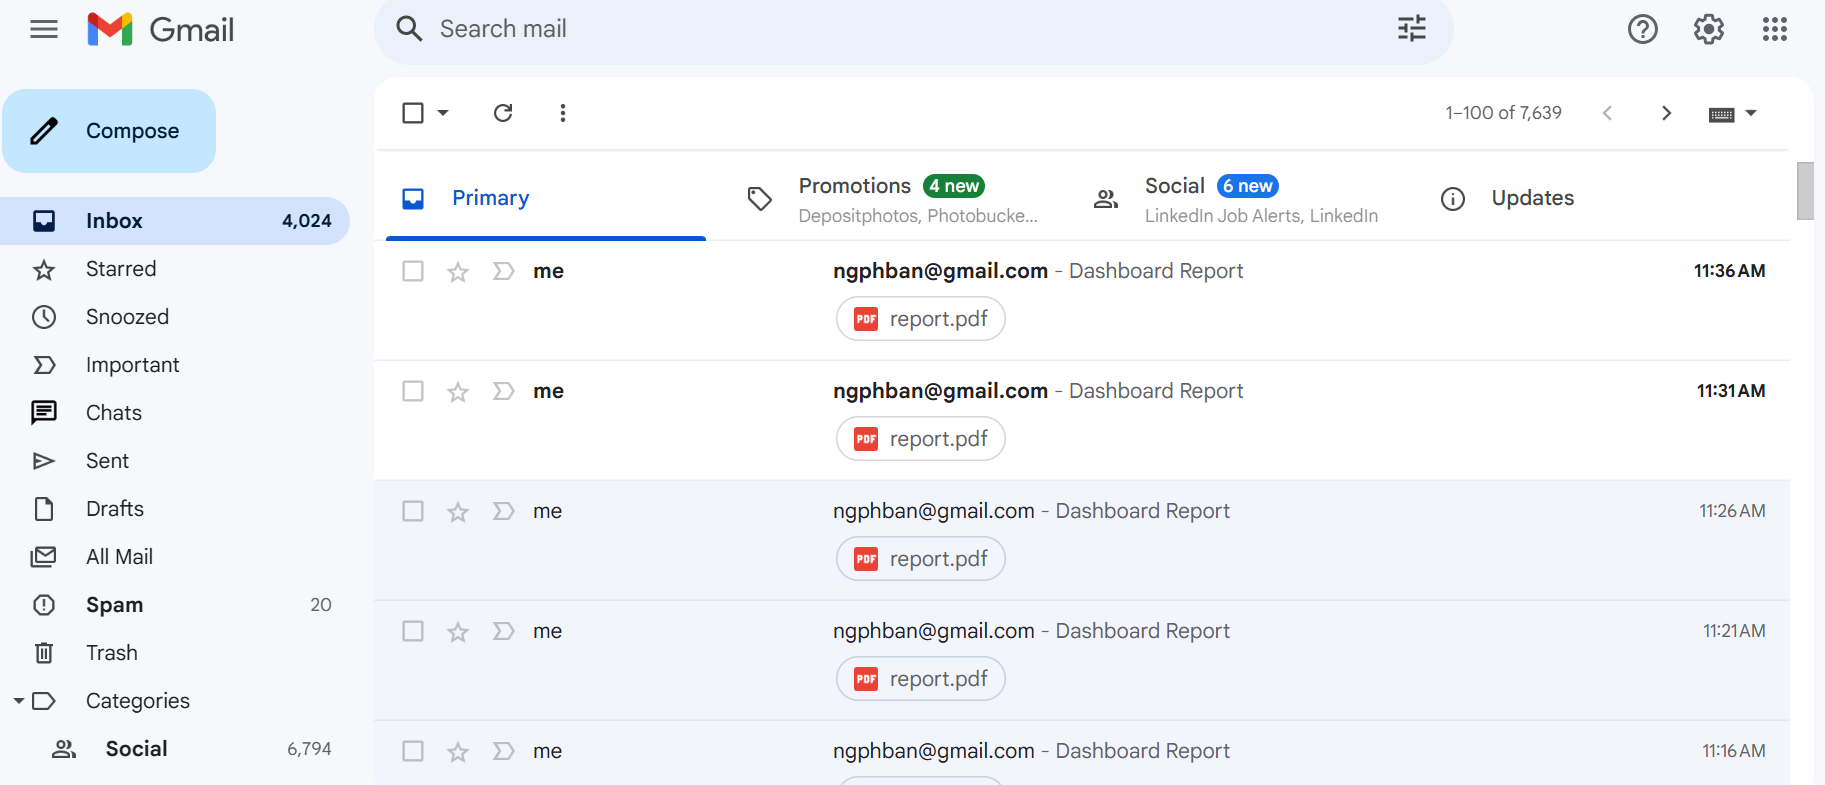 Gmail
Search mail
Compose
1–100 of 7,639
Inbox 4,024
Starred
Snoozed
Important
Chats
Sent
Drafts
All Mail
Spam 20
Trash
Categories
Social 6,794
Primary
Promotions 4 new
Depositphotos, Photobucke...
Social 6 new
LinkedIn Job Alerts, LinkedIn
Updates
me ngphban@gmail.com - Dashboard Report 11:36 AM
PDF report.pdf
me ngphban@gmail.com - Dashboard Report 11:31 AM
PDF report.pdf
me ngphban@gmail.com - Dashboard Report 11:26 AM
PDF report.pdf
me ngphban@gmail.com - Dashboard Report 11:21 AM
PDF report.pdf
me ngphban@gmail.com - Dashboard Report 11:16 AM